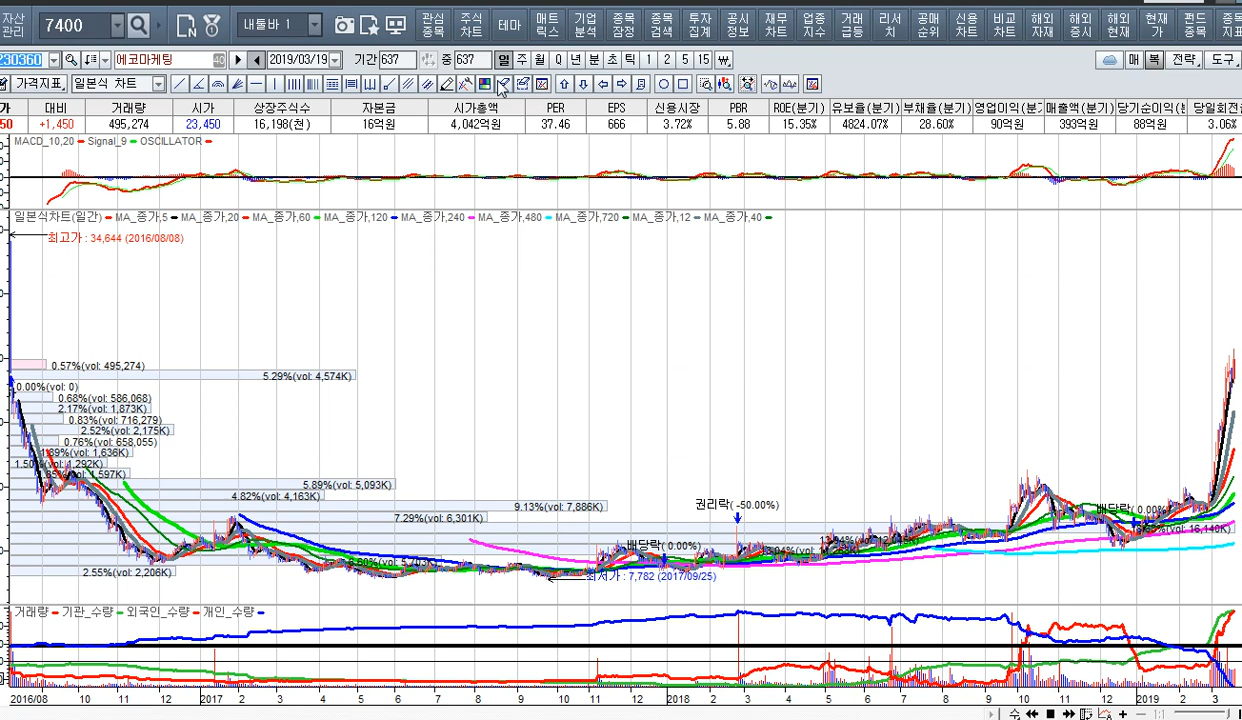 자산 관리 7400 내툴바 1 관심 종목 주식 차트 테마 매트 릭스 기업 분석 종목 잠정 종목 검색 투자 집계 공시 정보 재무 차트 업종 지수 거래 급등 리서 치 공매 순위 신용 차트 비교 차트 해외 자재 해외 증시 해외 현재 현재 가 펀드 종목
230360 에코마케팅 40 2019/03/19 기간 637 중 637 일 주 월 Q 년 분 초 틱 1 2 5 15 ₩ 매 복 전략 도구
가격지표 일본식 차트
가 대비 거래량 시가 상장주식수 자본금 시가총액 PER EPS 신용시장 PBR ROE(분기) 유보율(분기) 부채율(분기) 영업이익(분 매출액(분기) 당기순이익(분 당일회전
50 +1,450 495,274 23,450 16,198(천) 16억원 4,042억원 37.46 666 3.72% 5.88 15.35% 4824.07% 28.60% 90억원 393억원 88억원 3.06%
MACD_10,20 Signal_9 OSCILLATOR
일본식차트(일간) MA_종가,5 MA_종가,20 MA_종가,60 MA_종가,120 MA_종가,240 MA_종가,480 MA_종가,720 MA_종가,12 MA_종가,40
최고가 : 34,644 (2016/08/08)
0.57%(vol: 495,274)
5.29%(vol: 4,574K)
0.00%(vol: 0)
0.68%(vol: 586,068)
2.17%(vol: 1,873K)
0.83%(vol: 716,279)
2.52%(vol: 2,175K)
0.76%(vol: 658,055)
1.89%(vol: 1,636K)
1.50%(vol: 1,292K)
1,597K)
5.89%(vol: 5,093K)
4.82%(vol: 4,163K)
권리락( -50.00%)
9.13%(vol: 7,886K)
배당락( 0.00%)
7.29%(vol: 6,301K)
16,140K)
배당락( 0.00%)
2.55%(vol: 2,206K)
최저가 : 7,782 (2017/09/25)
거래량 기관_수량 외국인_수량 개인_수량
2016/08 10 11 12 2017 2 3 4 5 6 7 8 9 10 11 12 2018 2 3 4 5 6 7 9 10 11 12 2019 2 3
수